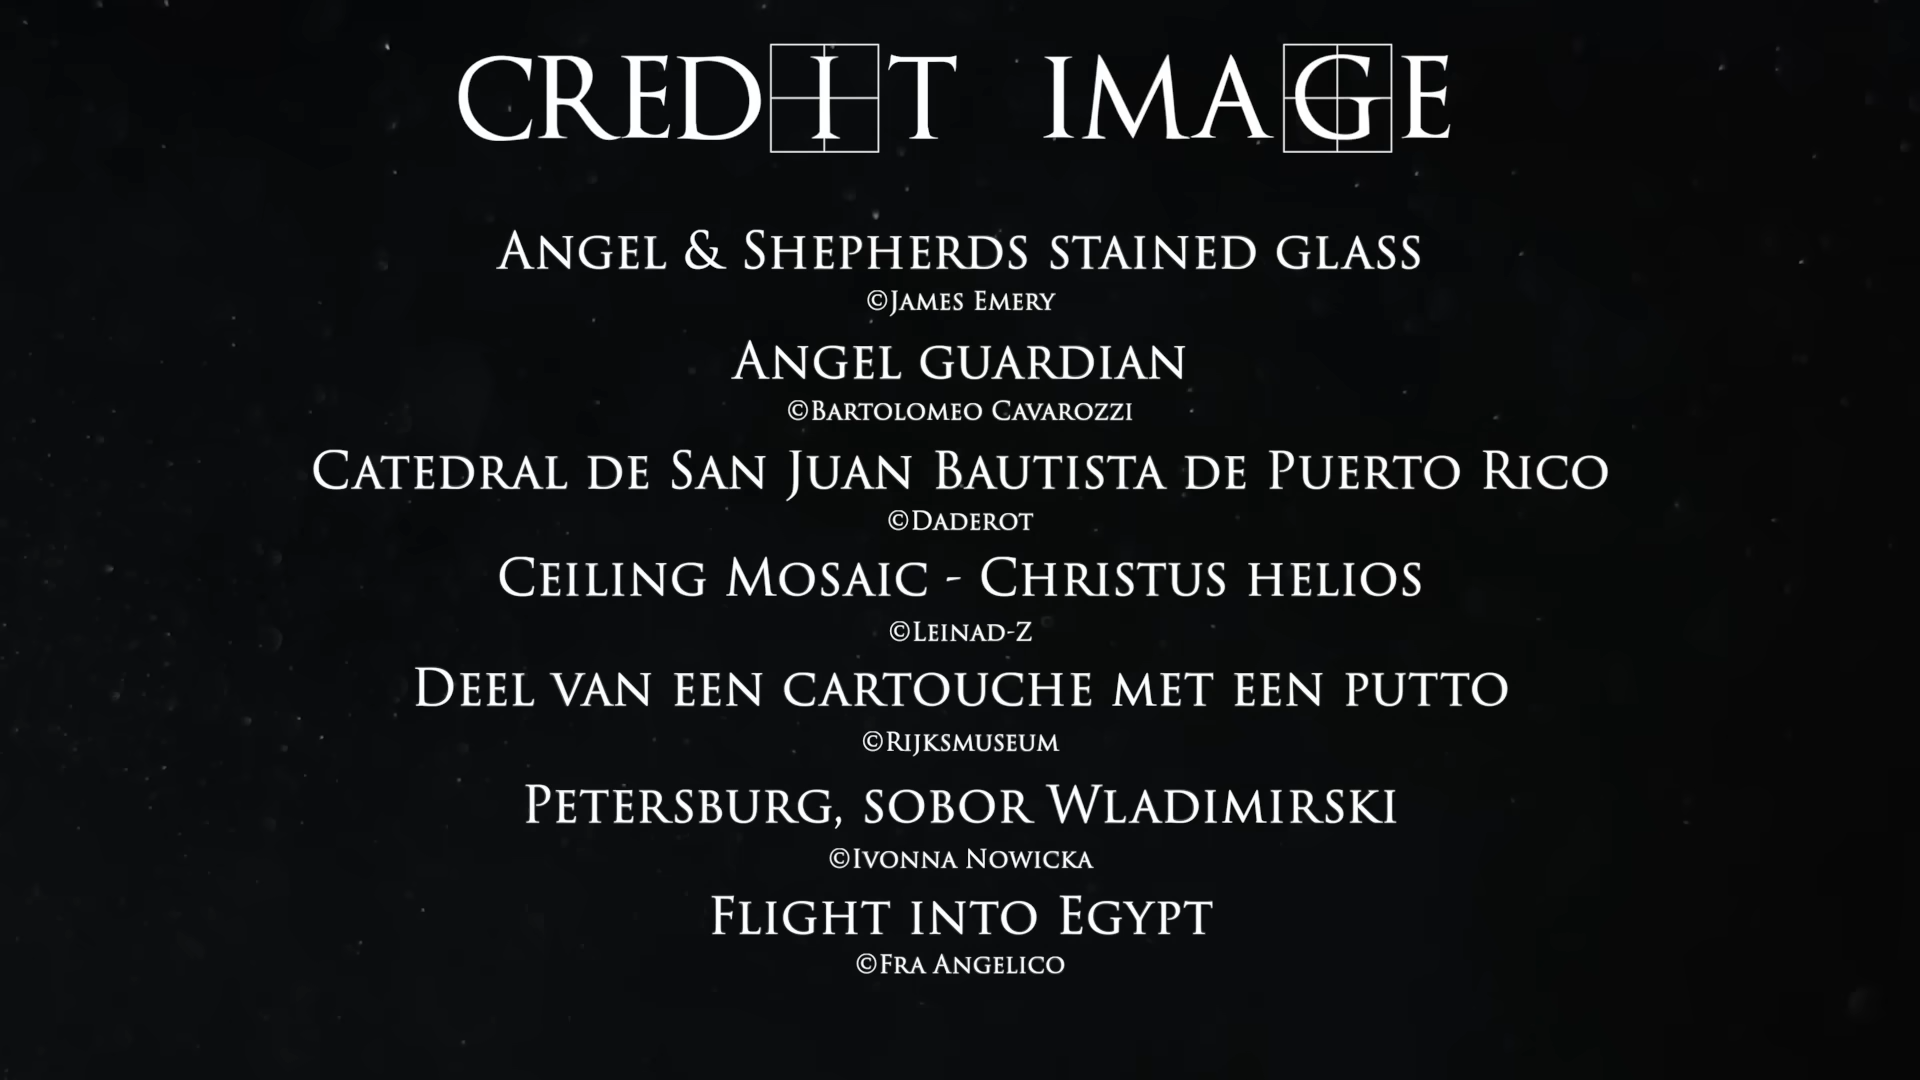 CREDIT IMAGE
Angel & Shepherds stained glass
©James Emery
Angel guardian
©Bartolomeo Cavarozzi
Catedral de San Juan Bautista de Puerto Rico
©Daderot
Ceiling Mosaic - Christus helios
©Leinad-Z
Deel van een cartouche met een putto
©Rijksmuseum
Petersburg, sobor Wladimirski
©Ivonna Nowicka
Flight into Egypt
©Fra Angelico